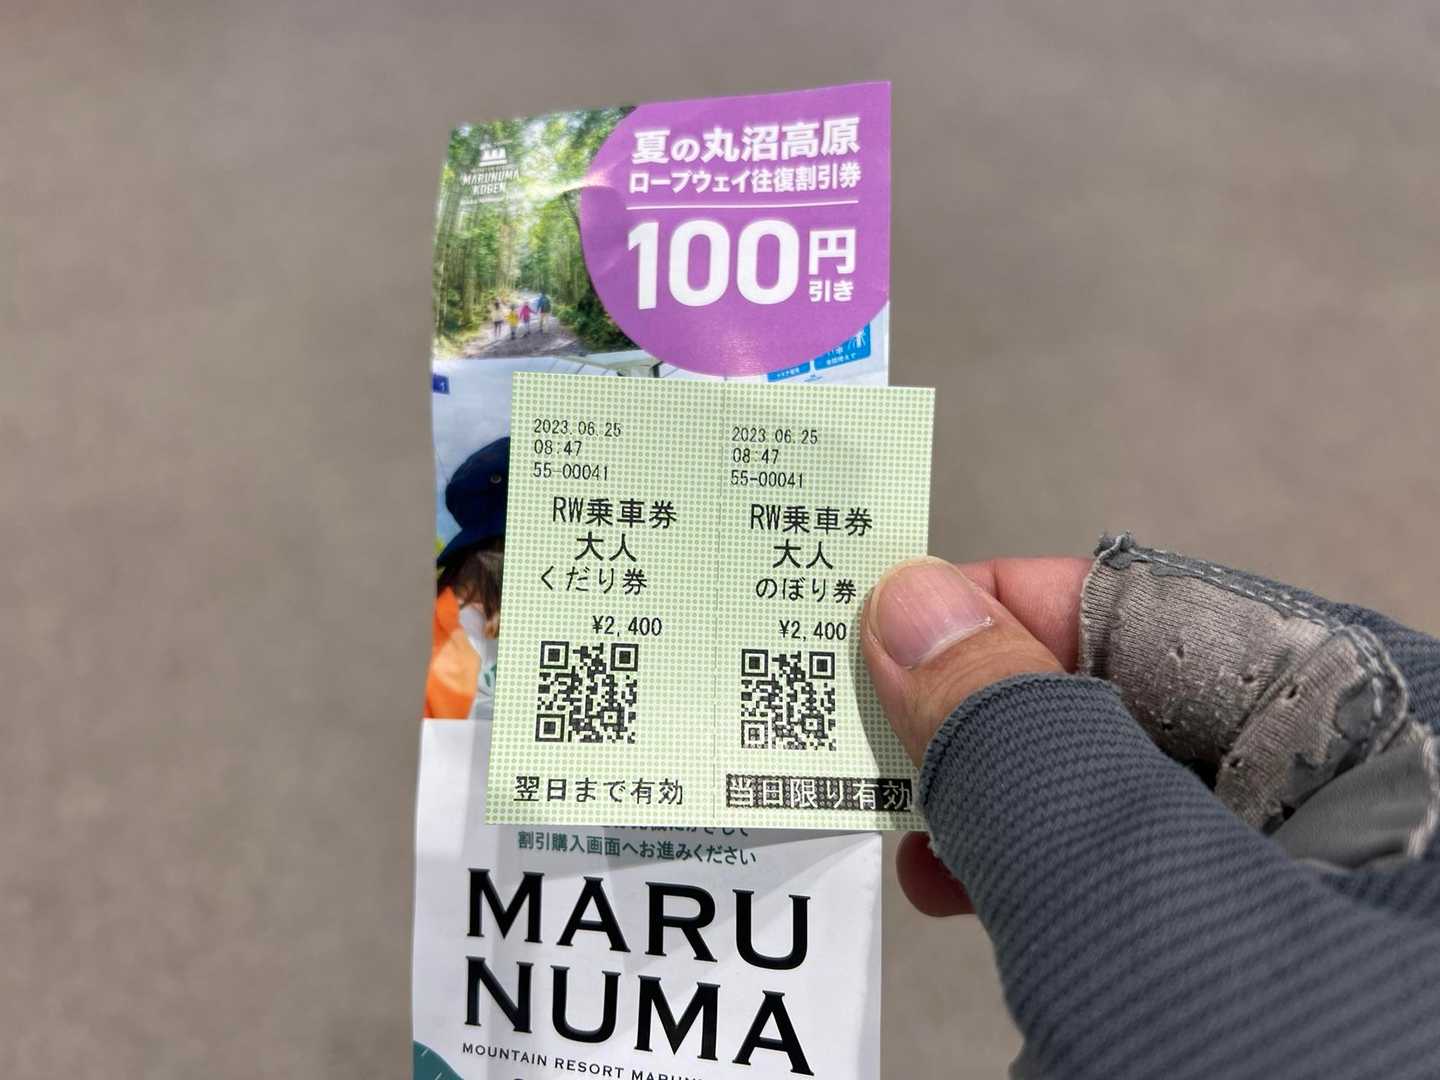 MARUNUMA
KOGEN
夏の丸沼高原
ロープウェイ往復割引券
100円
引き
2023.06.25
08:47
55-00041
RW乗車券
大人
くだり券
¥2,400
翌日まで有効
2023.06.25
08:47
55-00041
RW乗車券
大人
のぼり券
¥2,400
当日限り有効
割引購入画面へお進みください
MARU
NUMA
MOUNTAIN RESORT